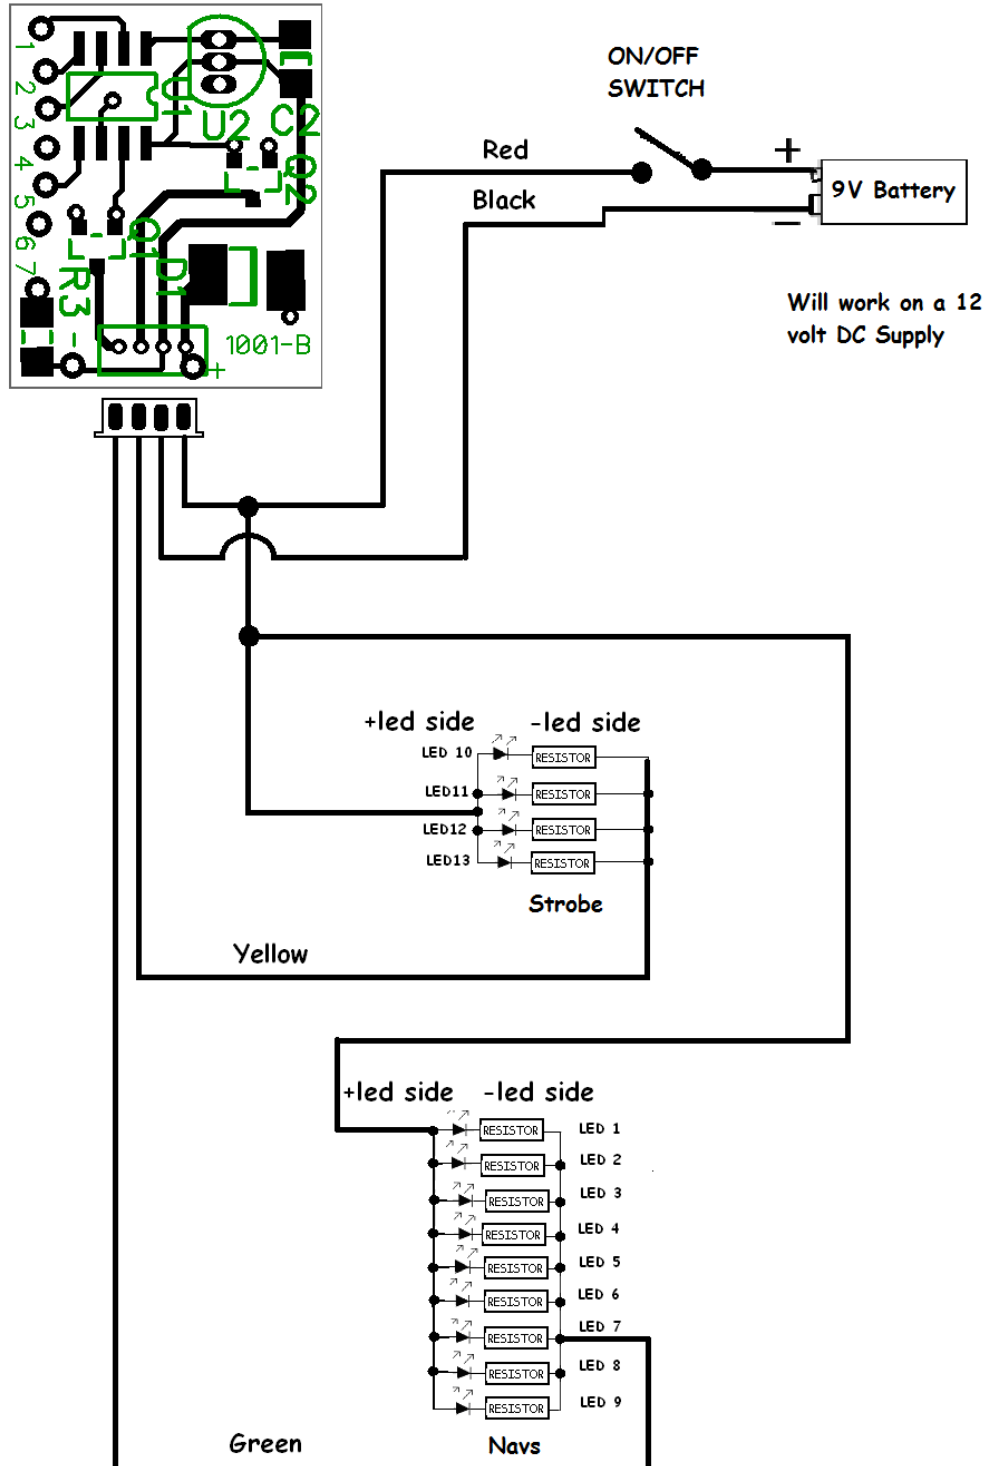 1
2
3
4
5
6
7
U1
U2
C2
Q2
Q1
D1
R3
-
+
1001-B
ON/OFF
SWITCH
Red
Black
+
9V Battery
-
Will work on a 12
volt DC Supply
+led side -led side
LED 10 RESISTOR
LED11 RESISTOR
LED12 RESISTOR
LED13 RESISTOR
Strobe
Yellow
+led side -led side
RESISTOR LED 1
RESISTOR LED 2
RESISTOR LED 3
RESISTOR LED 4
RESISTOR LED 5
RESISTOR LED 6
RESISTOR LED 7
RESISTOR LED 8
RESISTOR LED 9
Green Navs